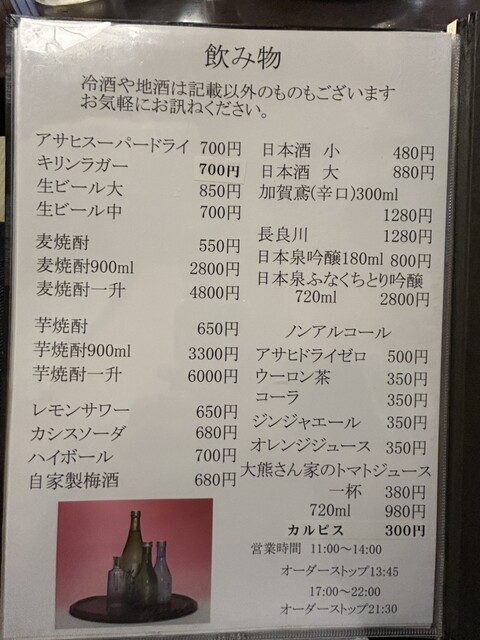 飲み物
冷酒や地酒は記載以外のものもございます
お気軽にお訊ねください。
アサヒスーパードライ 700円
キリンラガー 700円
生ビール大 850円
生ビール中 700円
麦焼酎 550円
麦焼酎900ml 2800円
麦焼酎一升 4800円
芋焼酎 650円
芋焼酎900ml 3300円
芋焼酎一升 6000円
レモンサワー 650円
カシスソーダ 680円
ハイボール 700円
自家製梅酒 680円
日本酒 小 480円
日本酒 大 880円
加賀鳶(辛口)300ml
1280円
長良川 1280円
日本泉吟醸180ml 800円
日本泉ふなくちとり吟醸
720ml 2800円
ノンアルコール
アサヒドライゼロ 500円
ウーロン茶 350円
コーラ 350円
ジンジャエール 350円
オレンジジュース 350円
大熊さん家のトマトジュース
一杯 380円
720ml 980円
カルピス 300円
営業時間 11:00～14:00
オーダーストップ13:45
17:00～22:00
オーダーストップ21:30